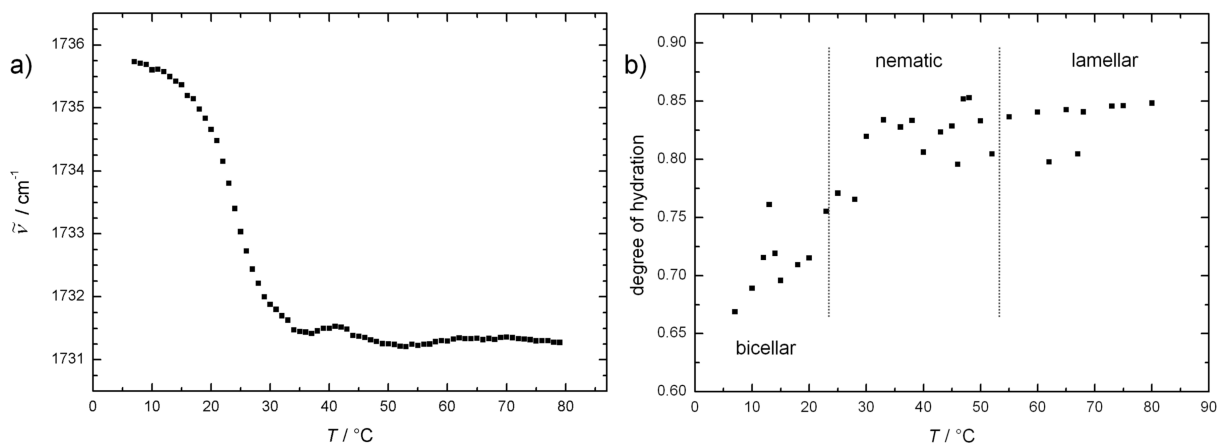 a)
1736
1735
1734
1733
1732
1731
ṽ / cm⁻¹
0 10 20 30 40 50 60 70 80
T / °C
b)
nematic lamellar
bicellar
0.90
0.85
0.80
0.75
0.70
0.65
0.60
degree of hydration
0 10 20 30 40 50 60 70 80 90
T / °C